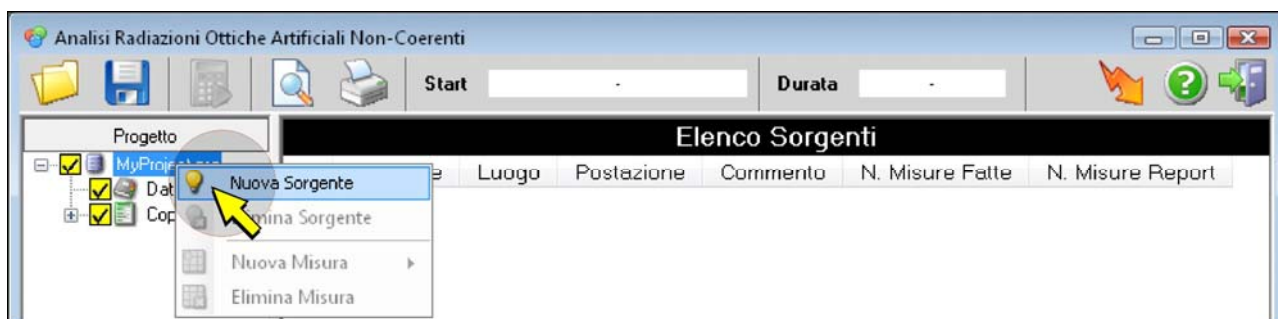 Analisi Radiazioni Ottiche Artificiali Non-Coerenti
Start - Durata -
Progetto
Elenco Sorgenti
Luogo Postazione Commento N. Misure Fatte N. Misure Report
Nuova Sorgente
Sorgente
Nuova Misura
Elimina Misura